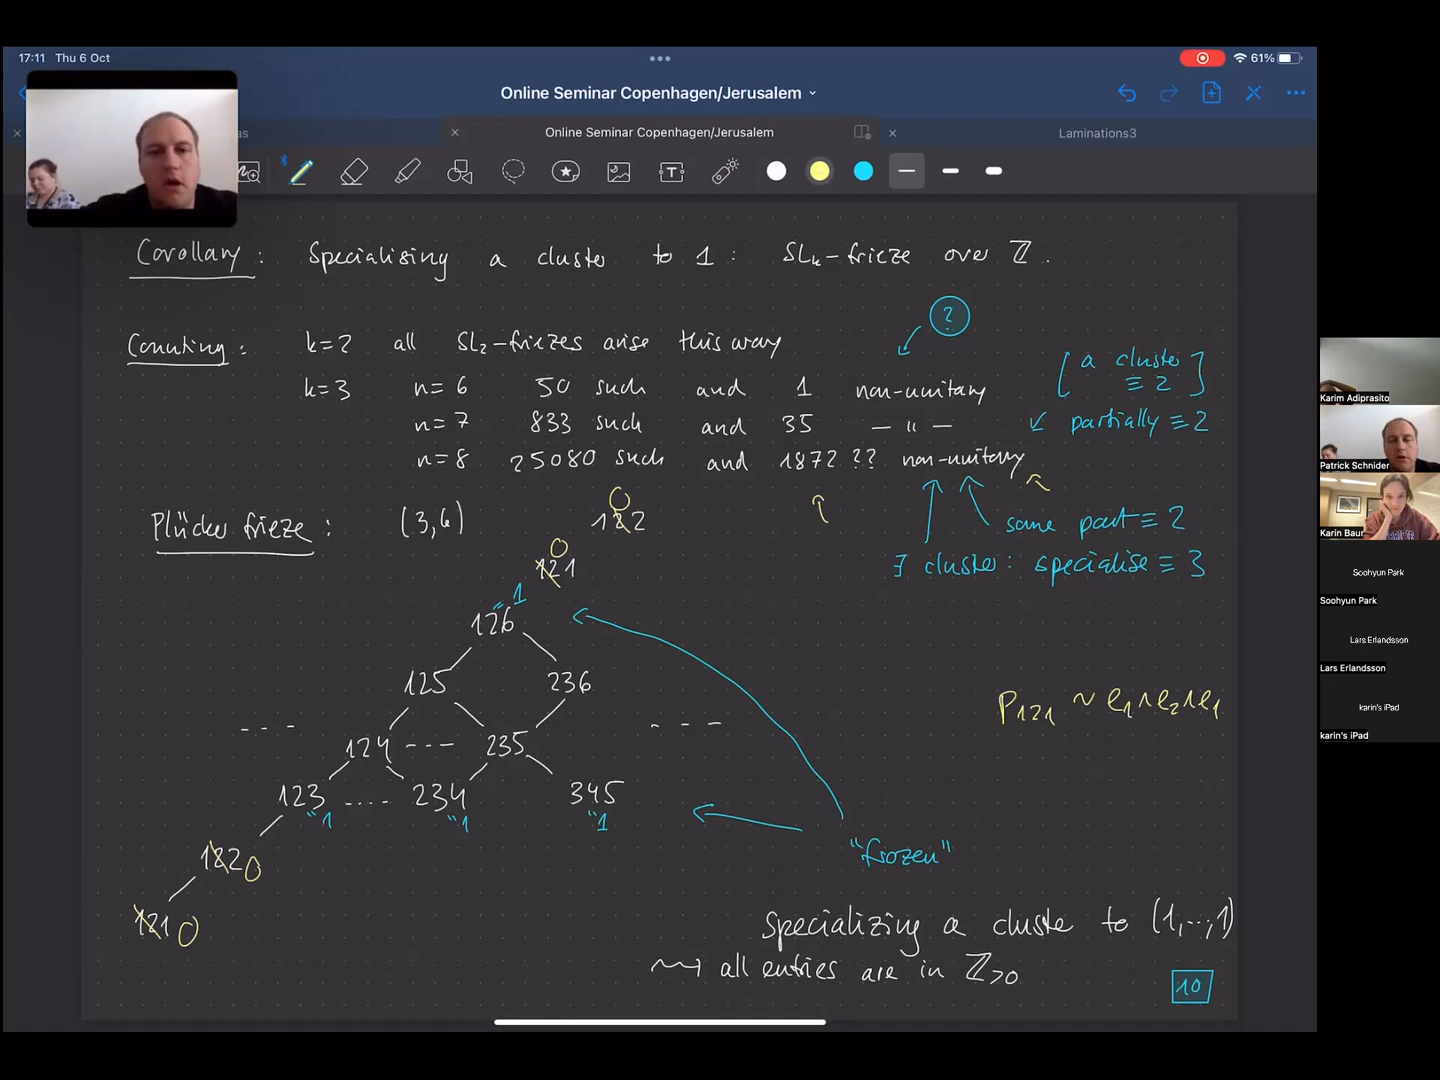 17:11 Thu 6 Oct
61%
Online Seminar Copenhagen/Jerusalem
as
Online Seminar Copenhagen/Jerusalem
Laminations3
Corollary : Specialising a cluster to 1 : SLk-frieze over ℤ.
?
Counting : k=2 all SL2-friezes arise this way
[a cluster ≡ 2]
k=3 n=6 50 such and 1 non-unitary
n=7 833 such and 35 — " —
partially ≡ 2
n=8 25080 such and 1872 ?? non-unitary
Plücker frieze : (3,6)
0
122
same part ≡ 2
0
121
∃ cluster : specialise ≡ 3
" 1
126
125 236
P121 ~ e1∧e2∧e1
- - - -
- - -
124 --- 235
123 .... 234 345
"1 "1 "1
"frozen"
122 0
121 0
Specializing a cluster to (1,...,1)
⇝ all entries are in ℤ>0
10
Karim Adiprasito
Patrick Schnider
Karin Baur
Soohyun Park
Soohyun Park
Lars Erlandsson
Lars Erlandsson
karin's iPad
karin's iPad